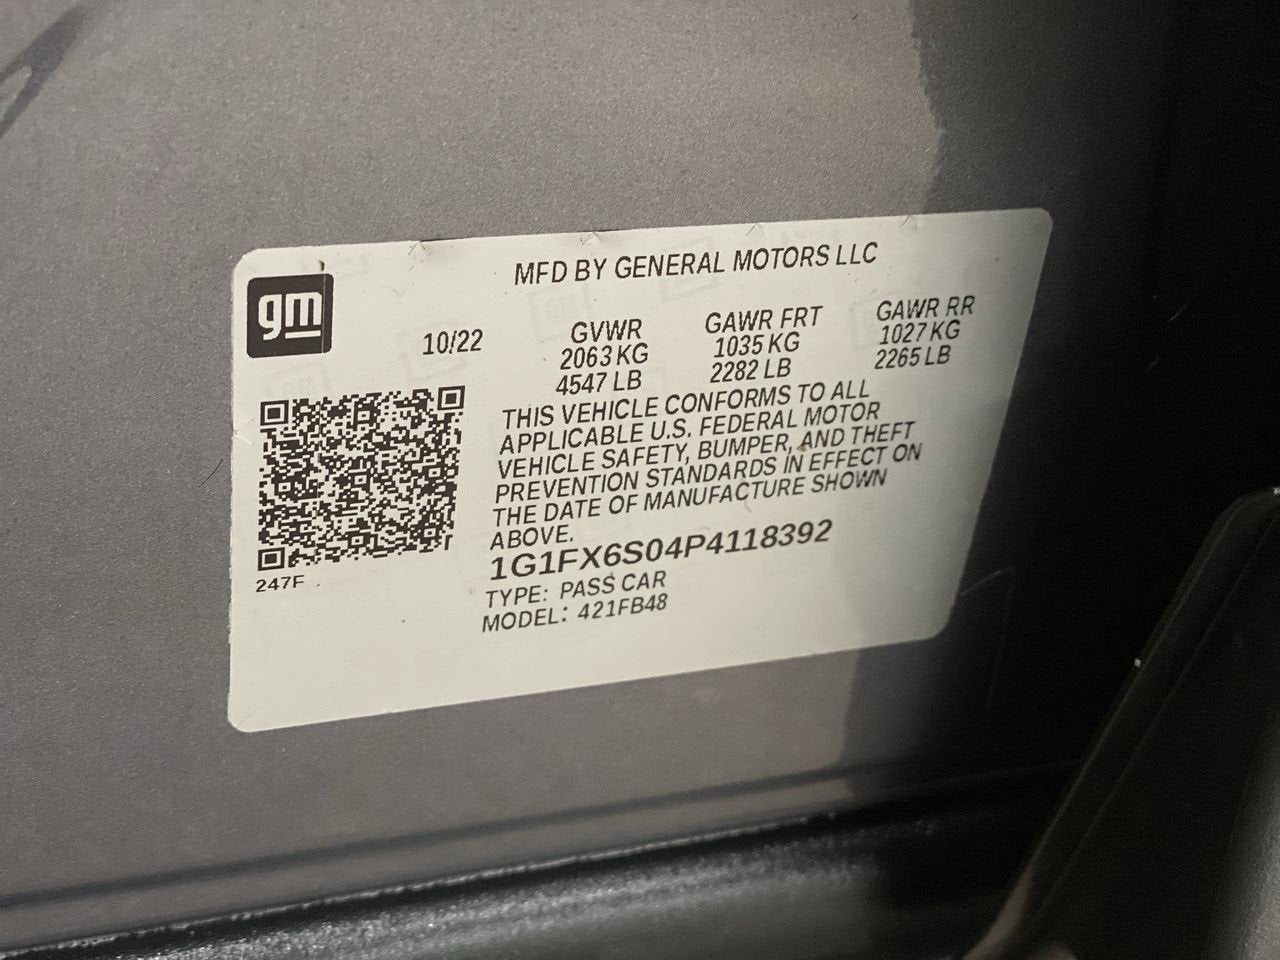 gm
MFD BY GENERAL MOTORS LLC
10/22 GVWR GAWR FRT GAWR RR
2063 KG 1035 KG 1027 KG
4547 LB 2282 LB 2265 LB
THIS VEHICLE CONFORMS TO ALL
APPLICABLE U.S. FEDERAL MOTOR
VEHICLE SAFETY, BUMPER, AND THEFT
PREVENTION STANDARDS IN EFFECT ON
THE DATE OF MANUFACTURE SHOWN
ABOVE.
1G1FX6S04P4118392
TYPE: PASS CAR
MODEL: 421FB48
247F